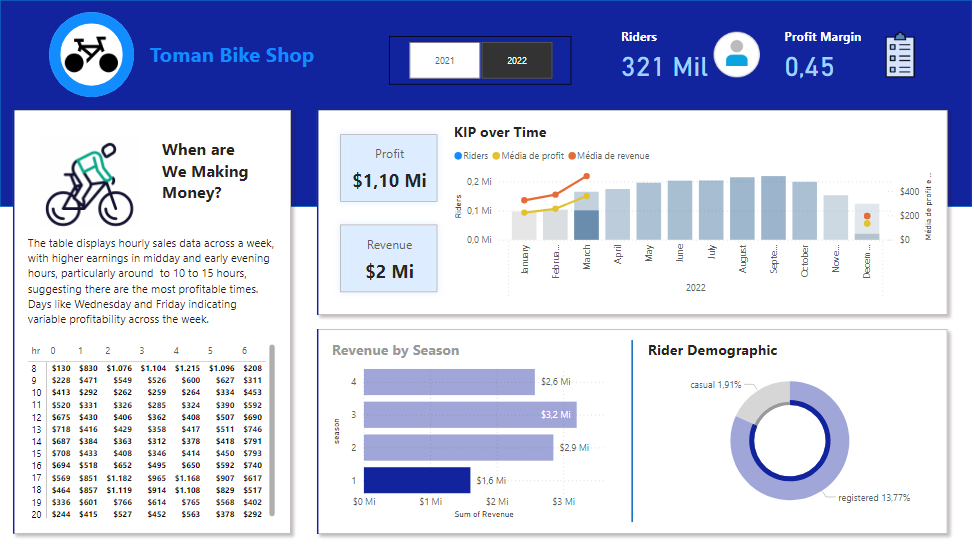 Toman Bike Shop
2021
2022
Riders
321 Mil
Profit Margin
0,45
When are
We Making
Money?
The table displays hourly sales data across a week,
with higher earnings in midday and early evening
hours, particularly around to 10 to 15 hours,
suggesting there are the most profitable times.
Days like Wednesday and Friday indicating
variable profitability across the week.
hr 0 1 2 3 4 5 6
8 $130 $830 $1.076 $1.104 $1.215 $1.096 $208
9 $228 $471 $549 $526 $600 $627 $311
10 $413 $292 $262 $259 $264 $334 $453
11 $520 $331 $326 $285 $324 $390 $592
12 $675 $430 $406 $362 $408 $507 $690
13 $718 $416 $429 $358 $417 $511 $746
14 $687 $384 $363 $312 $378 $418 $791
15 $708 $433 $408 $346 $414 $450 $793
16 $694 $518 $652 $495 $650 $592 $740
17 $569 $851 $1.182 $965 $1.168 $907 $617
18 $464 $857 $1.119 $914 $1.108 $829 $517
19 $336 $601 $766 $614 $765 $568 $402
20 $244 $415 $527 $452 $563 $378 $292
Profit
$1,10 Mi
Revenue
$2 Mi
KIP over Time
Riders Média de profit Média de revenue
Riders
0,2 Mi
0,1 Mi
0,0 Mi
$400
$200
$0
Média de profit e ...
January
Februa...
March
April
May
June
July
August
Septe...
October
Nove...
Decem...
2022
Revenue by Season
season
4 $2,6 Mi
3 $3,2 Mi
2 $2,9 Mi
1 $1,6 Mi
$0 Mi $1 Mi $2 Mi $3 Mi
Sum of Revenue
Rider Demographic
casual 1,91%
registered 13,77%